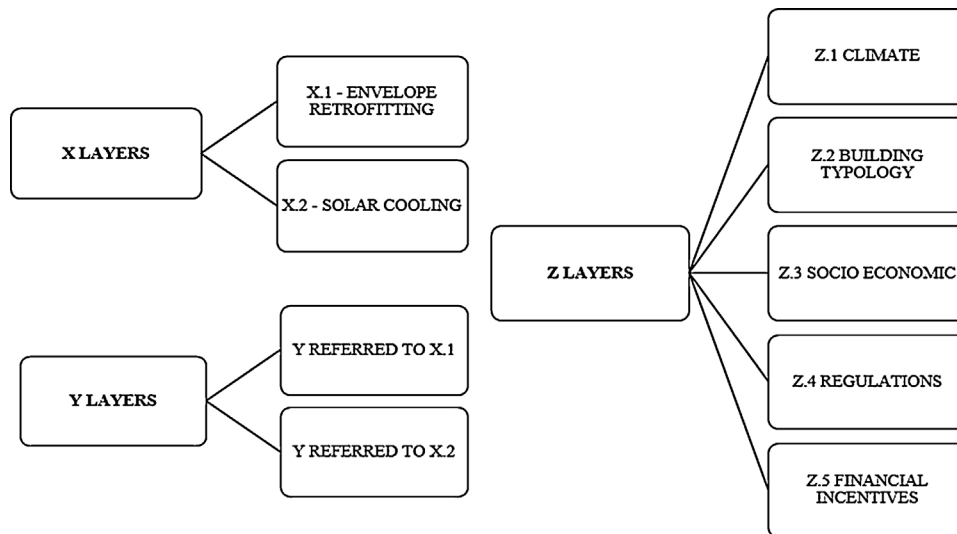 X LAYERS
X.1 - ENVELOPE
RETROFITTING
X.2 - SOLAR COOLING
Y LAYERS
Y REFERRED TO X.1
Y REFERRED TO X.2
Z LAYERS
Z.1 CLIMATE
Z.2 BUILDING
TYPOLOGY
Z.3 SOCIO ECONOMIC
Z.4 REGULATIONS
Z.5 FINANCIAL
INCENTIVES